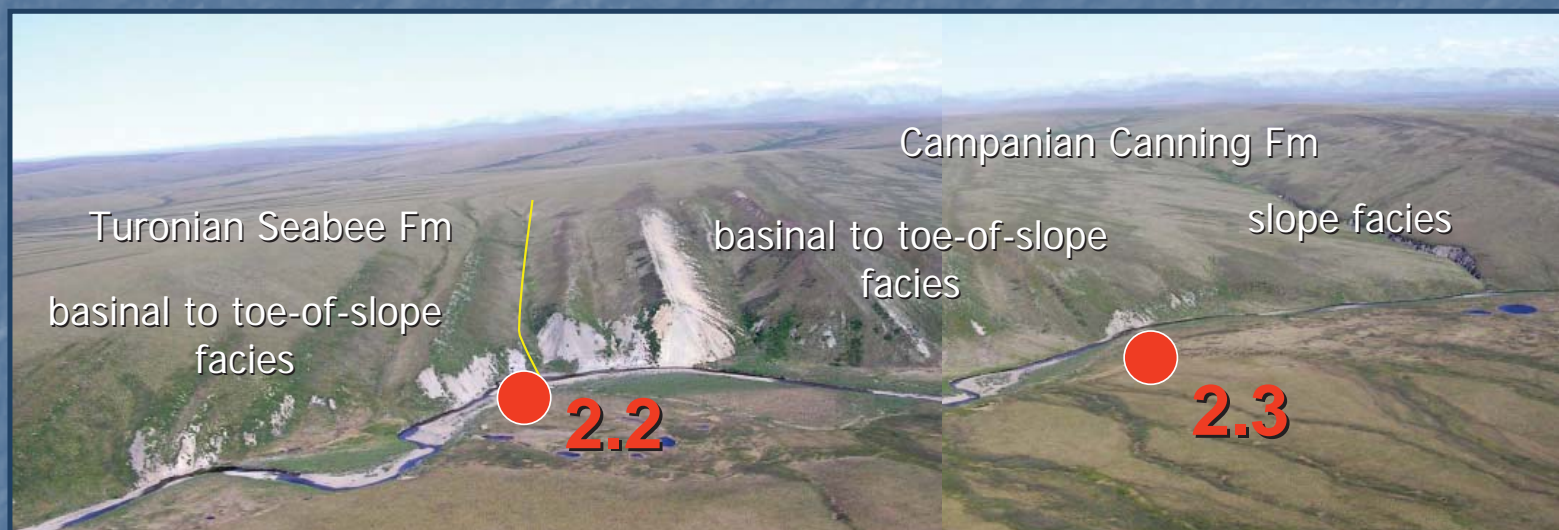 Turonian Seabee Fm
basinal to toe-of-slope
facies
2.2
Campanian Canning Fm
basinal to toe-of-slope
facies
slope facies
2.3